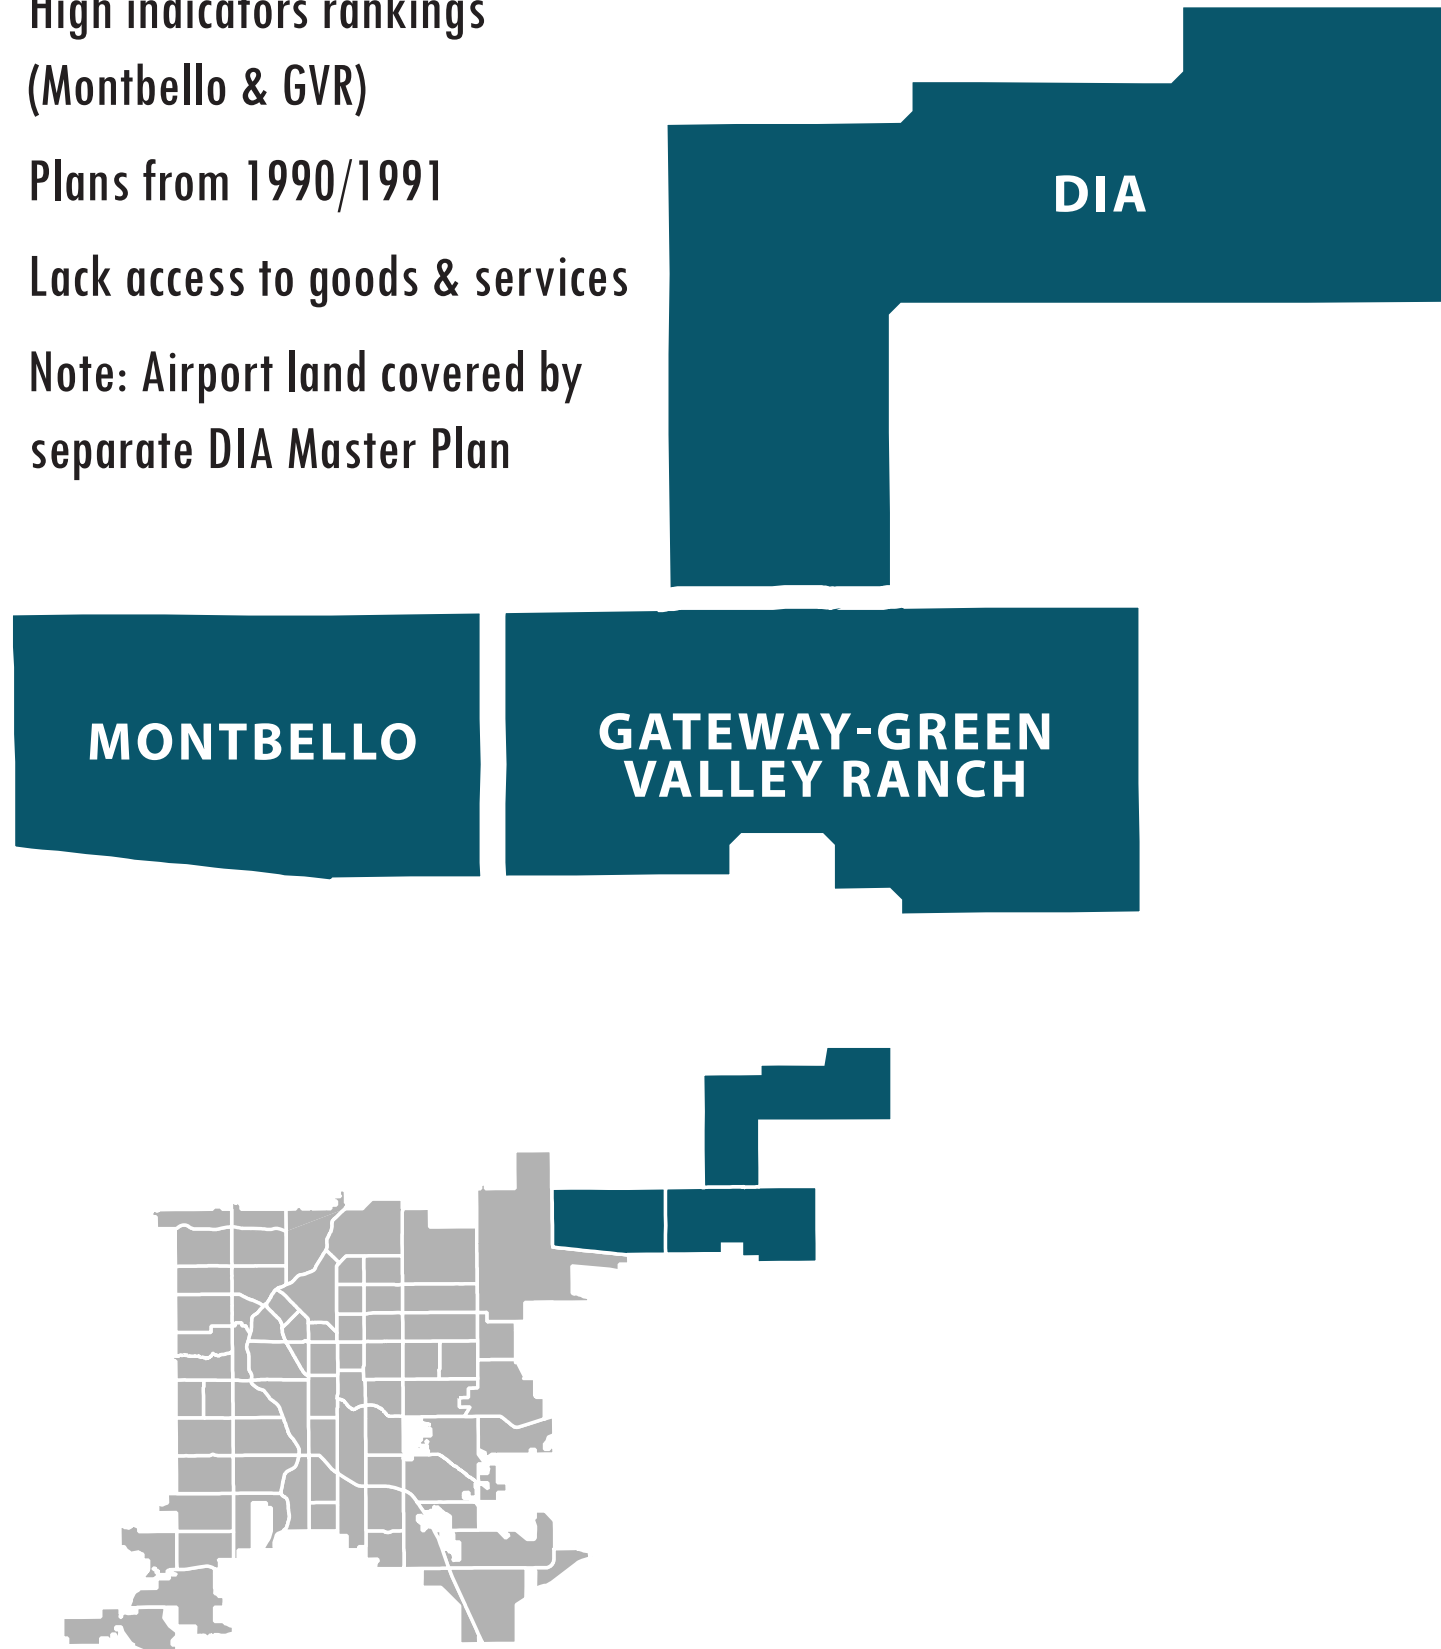 High indicators rankings
(Montbello & GVR)
Plans from 1990/1991
Lack access to goods & services
Note: Airport land covered by
separate DIA Master Plan
DIA
MONTBELLO
GATEWAY-GREEN
VALLEY RANCH